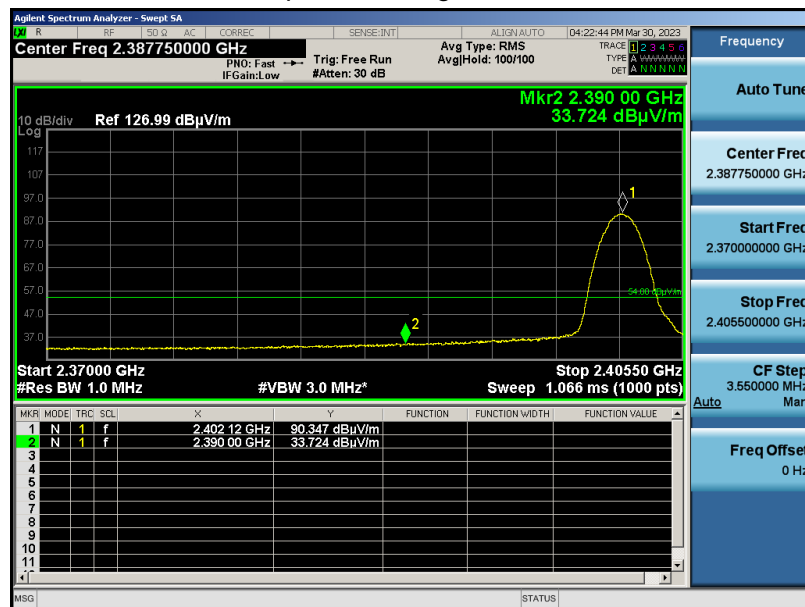 Agilent Spectrum Analyzer - Swept SA
LXI R RF 50 Ω AC CORREC SENSE:INT ALIGN AUTO 04:22:44 PM Mar 30, 2023
Center Freq 2.387750000 GHz
PNO: Fast
IFGain:Low
Trig: Free Run
#Atten: 30 dB
Avg Type: RMS
Avg|Hold: 100/100
TRACE 1 2 3 4 5 6
TYPE A WWWWW
DET A N N N N N
Mkr2 2.390 00 GHz
33.724 dBµV/m
10 dB/div Ref 126.99 dBµV/m
Log
117
107
97.0
87.0
77.0
67.0
57.0
47.0
37.0
1
2
54.00 dBµV/m
Start 2.37000 GHz Stop 2.40550 GHz
#Res BW 1.0 MHz #VBW 3.0 MHz* Sweep 1.066 ms (1000 pts)
MKR MODE TRC SCL X Y FUNCTION FUNCTION WIDTH FUNCTION VALUE
1 N 1 f 2.402 12 GHz 90.347 dBµV/m
2 N 1 f 2.390 00 GHz 33.724 dBµV/m
3
4
5
6
7
8
9
10
11
MSG STATUS
Frequency
Auto Tune
Center Freq
2.387750000 GHz
Start Freq
2.370000000 GHz
Stop Freq
2.405500000 GHz
CF Step
3.550000 MHz
Auto Man
Freq Offset
0 Hz